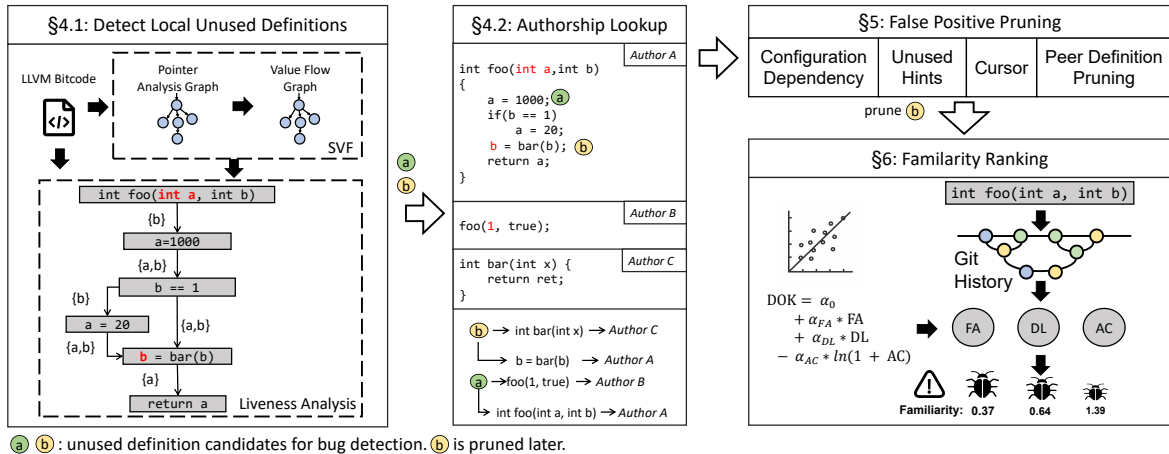 §4.1: Detect Local Unused Definitions
LLVM Bitcode
Pointer
Analysis Graph
Value Flow
Graph
SVF
int foo(int a, int b)
{b}
a=1000
{a,b}
b == 1
{b}
a = 20
{a,b}
{a,b}
b = bar(b)
{a}
return a
Liveness Analysis
a
b
§4.2: Authorship Lookup
Author A
int foo(int a,int b)
{
a = 1000; a
if(b == 1)
a = 20;
b = bar(b); b
return a;
}
Author B
foo(1, true);
Author C
int bar(int x) {
return ret;
}
b int bar(int x) Author C
b = bar(b) Author A
a foo(1, true) Author B
int foo(int a, int b) Author A
§5: False Positive Pruning
Configuration
Dependency
Unused
Hints
Cursor
Peer Definition
Pruning
prune b
§6: Familarity Ranking
int foo(int a, int b)
Git
History
DOK = α0
+ αFA * FA
+ αDL * DL
− αAC * ln(1 + AC)
FA
DL
AC
Familiarity: 0.37 0.64 1.39
a b : unused definition candidates for bug detection. b is pruned later.